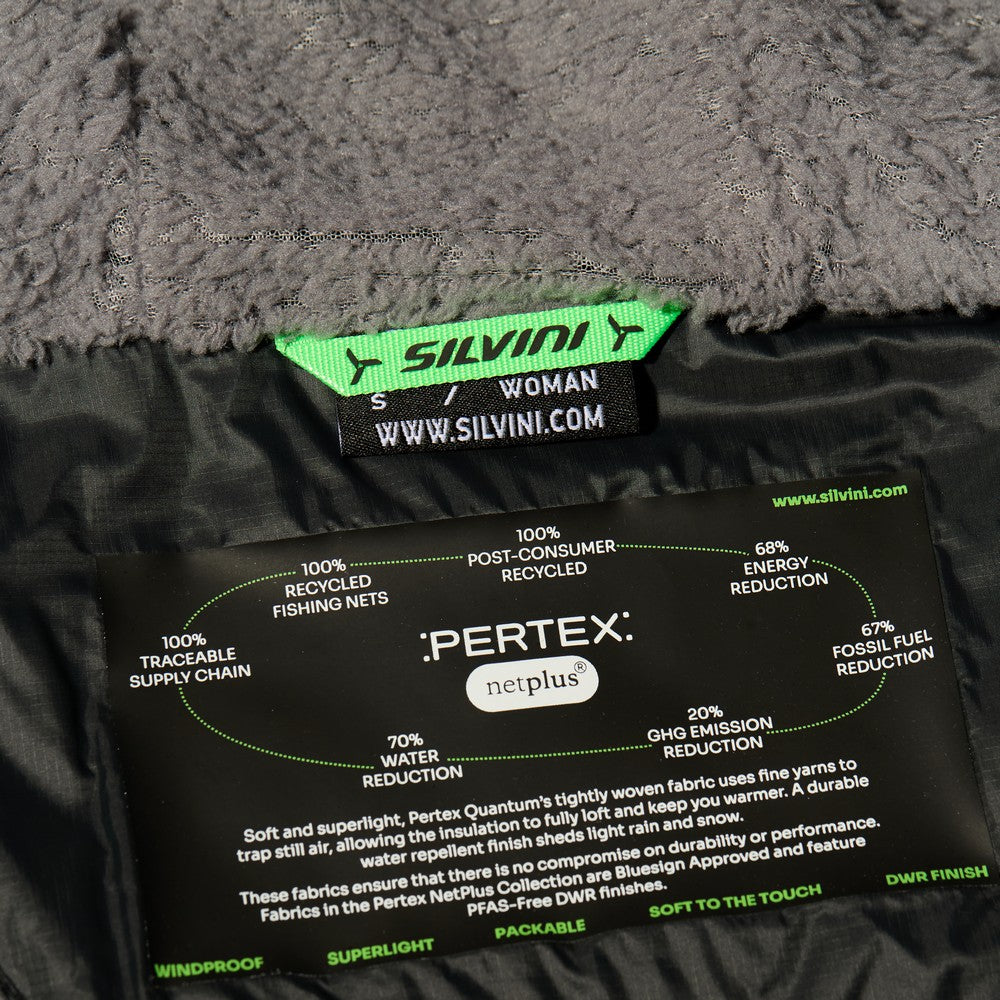 SILVINI
S / WOMAN
WWW.SILVINI.COM
www.silvini.com
100%
POST-CONSUMER
RECYCLED
100%
RECYCLED
FISHING NETS
68%
ENERGY
REDUCTION
100%
TRACEABLE
SUPPLY CHAIN
PERTEX
netplus®
67%
FOSSIL FUEL
REDUCTION
70%
WATER
REDUCTION
20%
GHG EMISSION
REDUCTION
Soft and superlight, Pertex Quantum's tightly woven fabric uses fine yarns to
trap still air, allowing the insulation to fully loft and keep you warmer. A durable
water repellent finish sheds light rain and snow.
These fabrics ensure that there is no compromise on durability or performance.
Fabrics in the Pertex NetPlus Collection are Bluesign Approved and feature
PFAS-Free DWR finishes.
WINDPROOF SUPERLIGHT PACKABLE SOFT TO THE TOUCH DWR FINISH